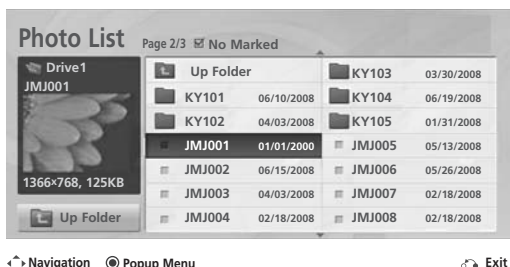 Photo List Page 2/3 No Marked
Drive1
JMJ001
1366×768, 125KB
Up Folder
Up Folder
KY101 06/10/2008
KY102 04/03/2008
JMJ001 01/01/2000
JMJ002 06/15/2008
JMJ003 04/03/2008
JMJ004 02/18/2008
KY103 03/30/2008
KY104 06/19/2008
KY105 01/31/2008
JMJ005 05/13/2008
JMJ006 05/26/2008
JMJ007 02/18/2008
JMJ008 02/18/2008
Navigation Popup Menu Exit